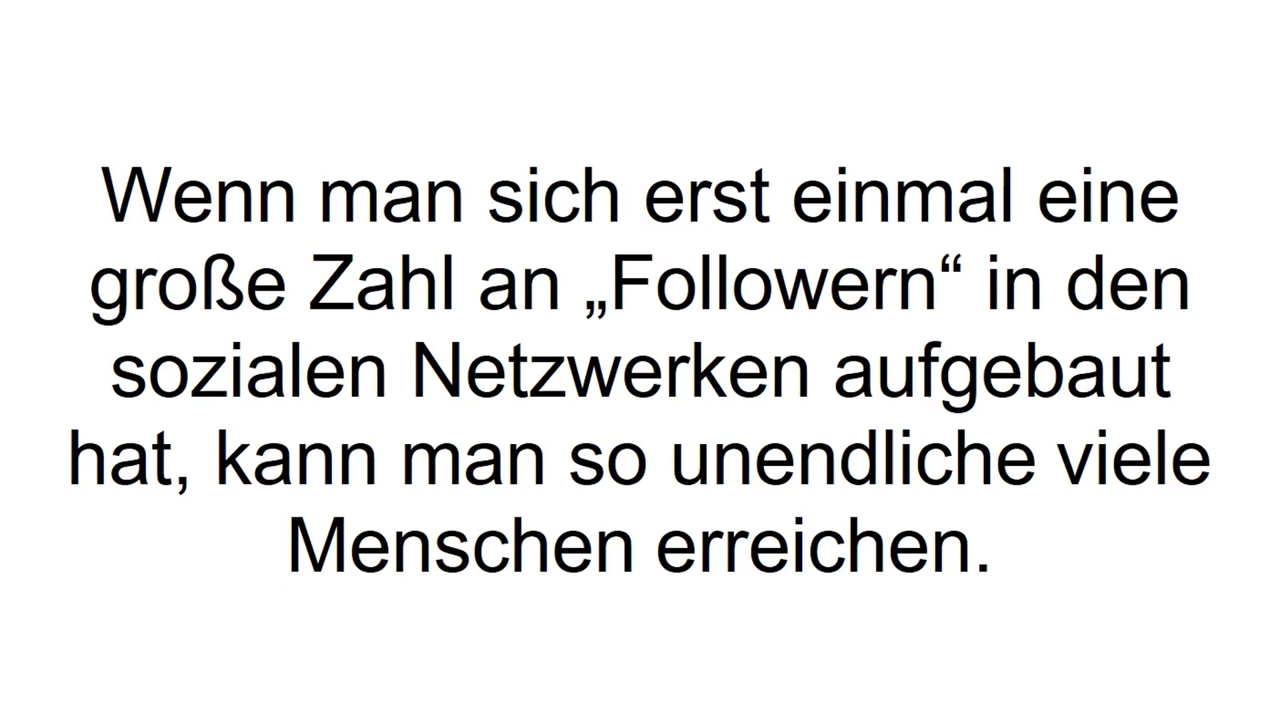 Wenn man sich erst einmal eine
große Zahl an „Followern“ in den
sozialen Netzwerken aufgebaut
hat, kann man so unendliche viele
Menschen erreichen.